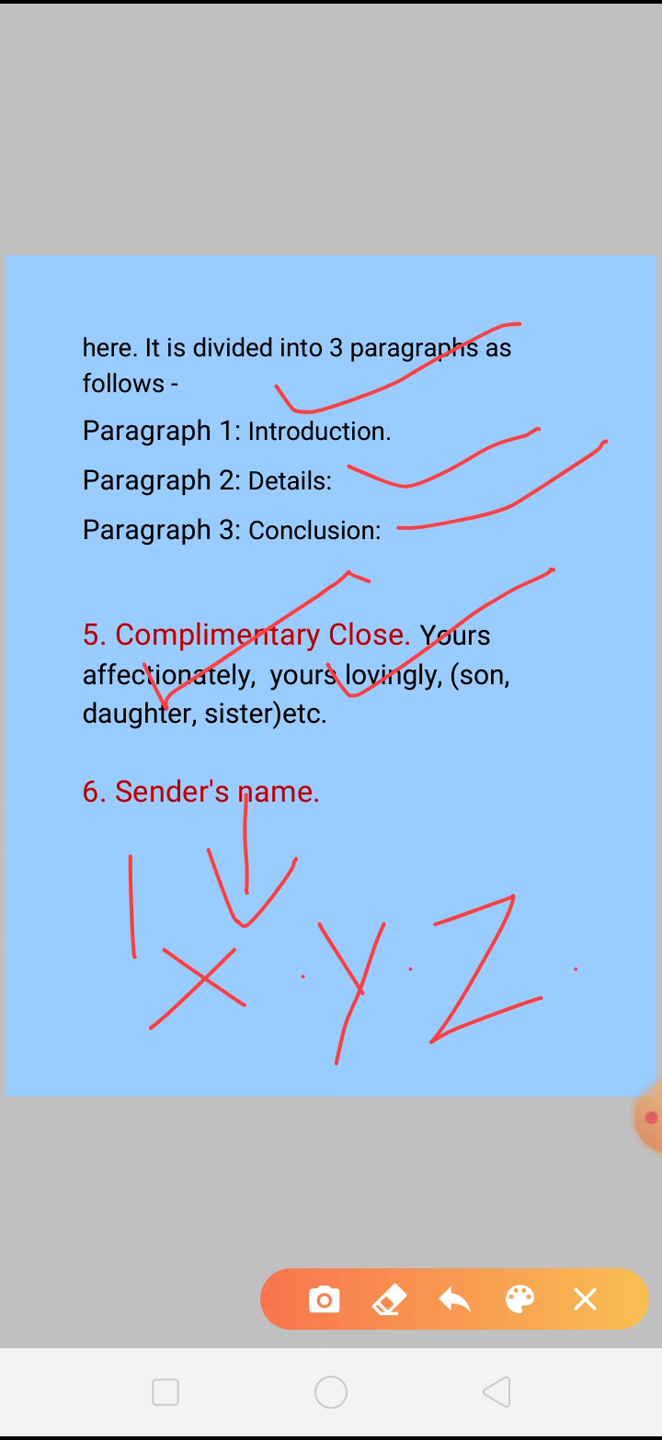 here. It is divided into 3 paragraphs as
follows -
Paragraph 1: Introduction.
Paragraph 2: Details:
Paragraph 3: Conclusion:
5. Complimentary Close. Yours
affectionately,  yours lovingly, (son,
daughter, sister)etc.
6. Sender's name.
X.Y.Z.